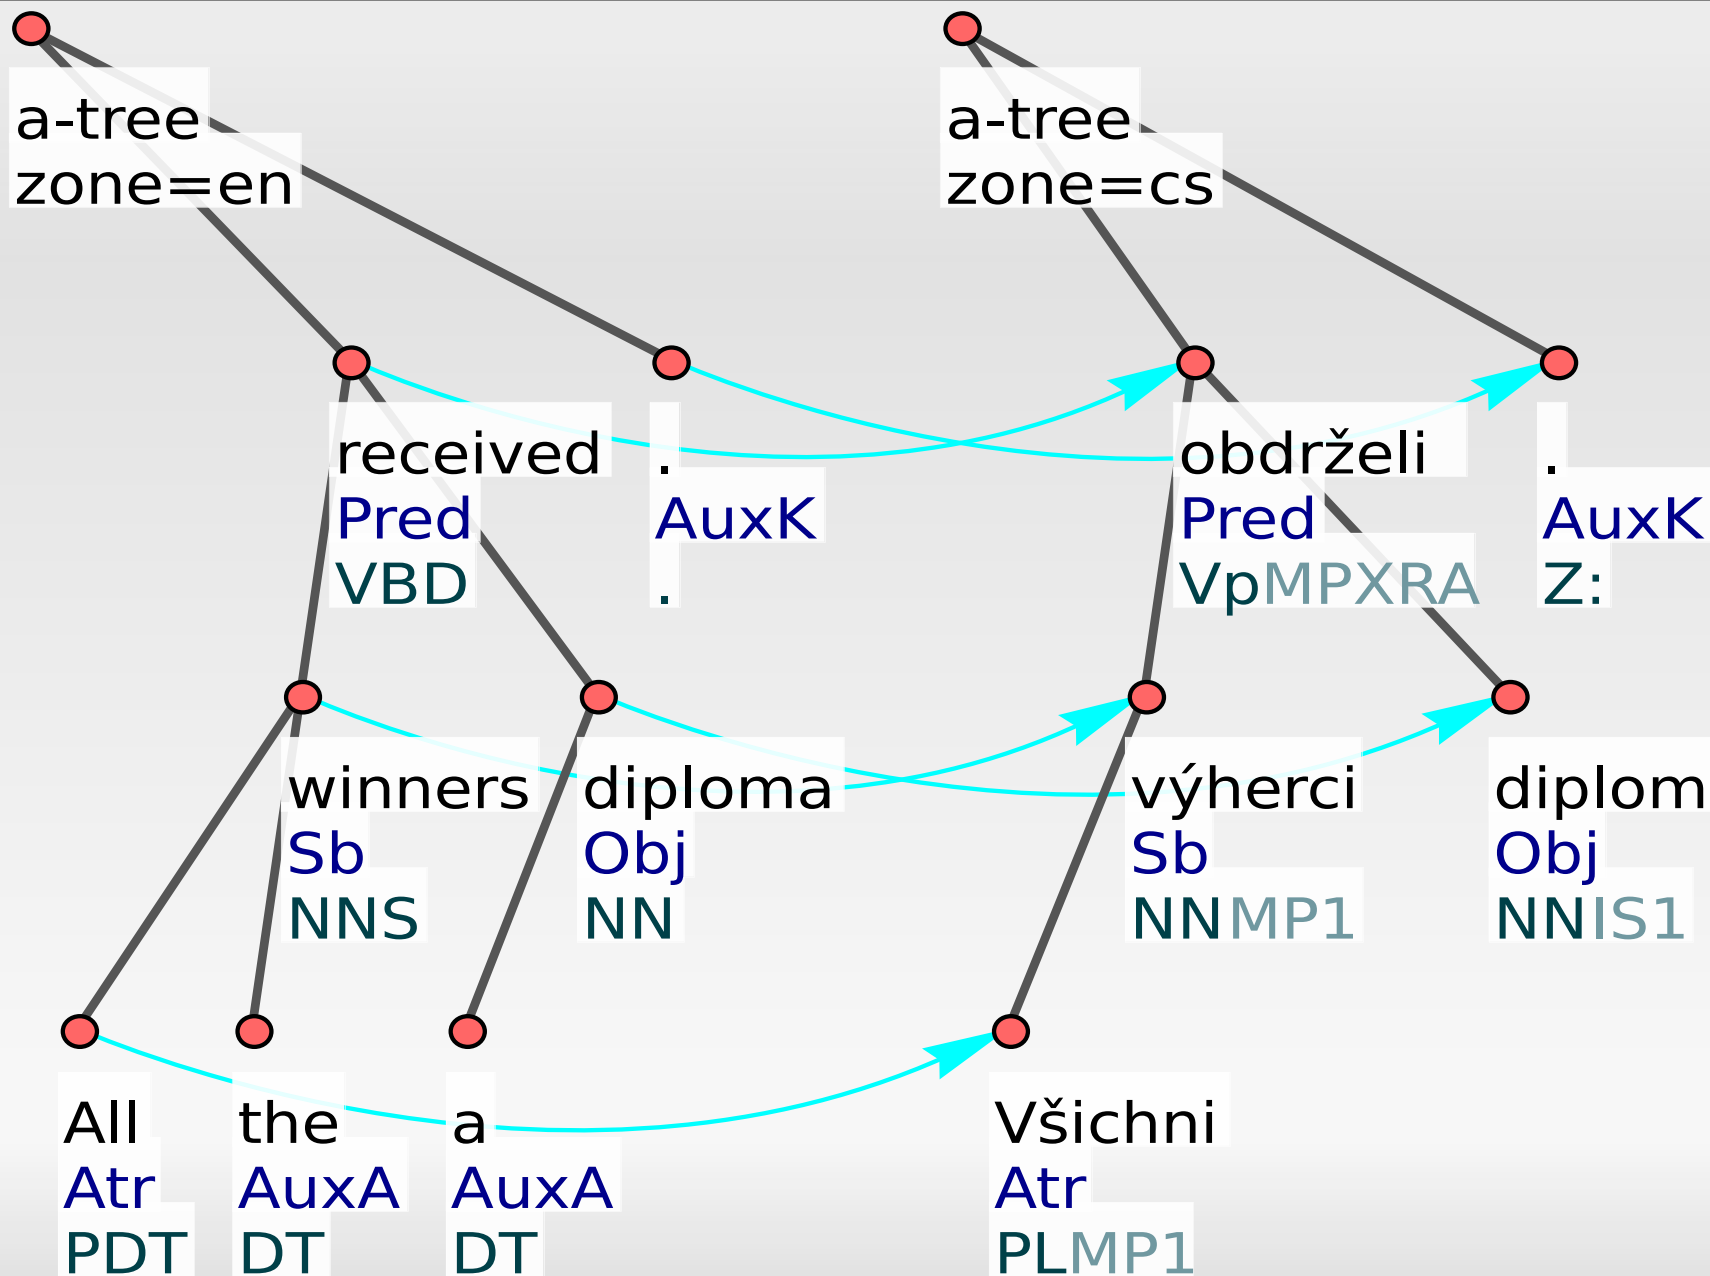 a-tree
zone=en
a-tree
zone=cs
received
Pred
VBD
.
AuxK
.
obdrželi
Pred
VpMPXRA
.
AuxK
Z:
winners
Sb
NNS
diploma
Obj
NN
výherci
Sb
NNMP1
diplom
Obj
NNIS1
All
Atr
PDT
the
AuxA
DT
a
AuxA
DT
Všichni
Atr
PLMP1